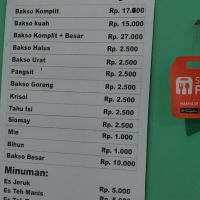 Bakso Komplit Rp. 17.000
Bakso kuah Rp. 15.000
Bakso Komplit + Besar Rp. 27.000
Bakso Halus Rp. 2.500
Bakso Urat Rp. 2.500
Pangsit Rp. 2.500
Bakso Goreng Rp. 2.500
Krisol Rp. 2.500
Tahu Isi Rp. 2.500
Siomay Rp. 2.500
Mie Rp. 1.000
Bihun Rp. 1.000
Bakso Besar Rp. 10.000
Minuman:
Es Jeruk Rp. 5.000
Es Teh Manis Rp. 5.000